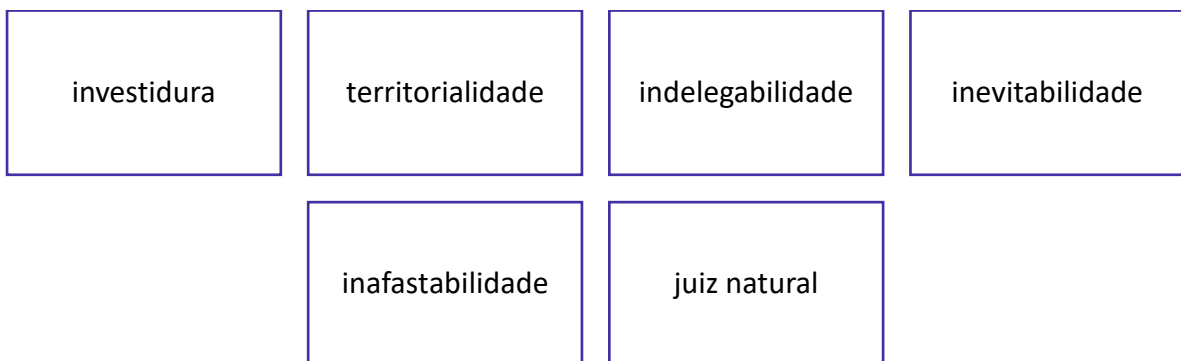 investidura
territorialidade
indelegabilidade
inevitabilidade
inafastabilidade
juiz natural